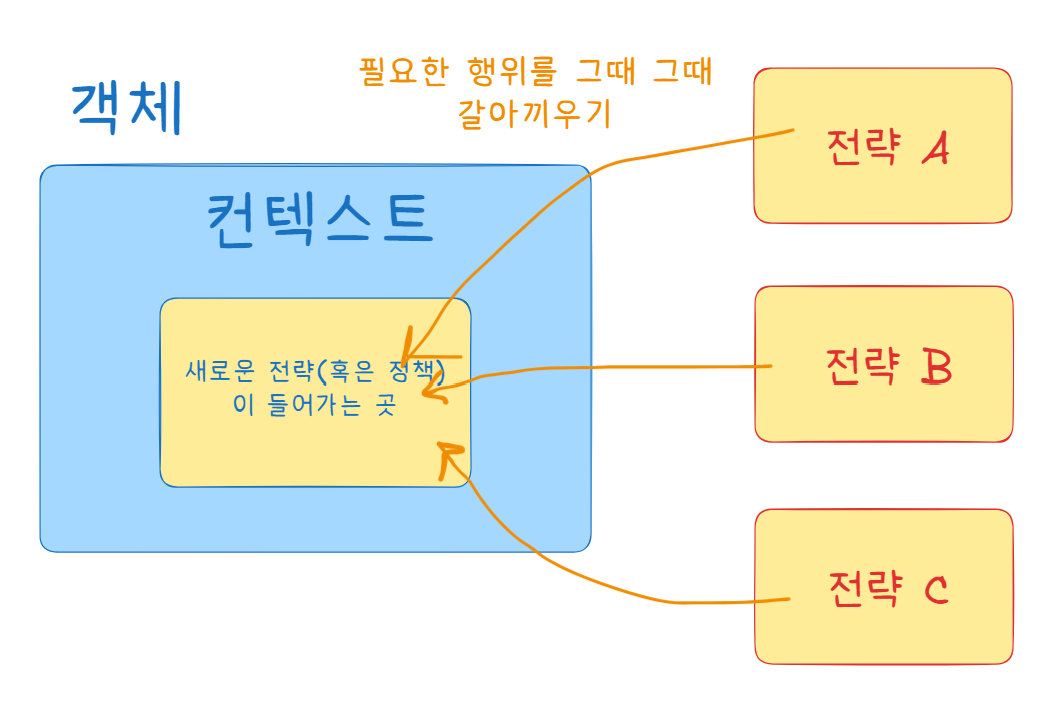 필요한 행위를 그때 그때
갈아끼우기
객체
컨텍스트
새로운 전략(혹은 정책)
이 들어가는 곳
전략 A
전략 B
전략 C